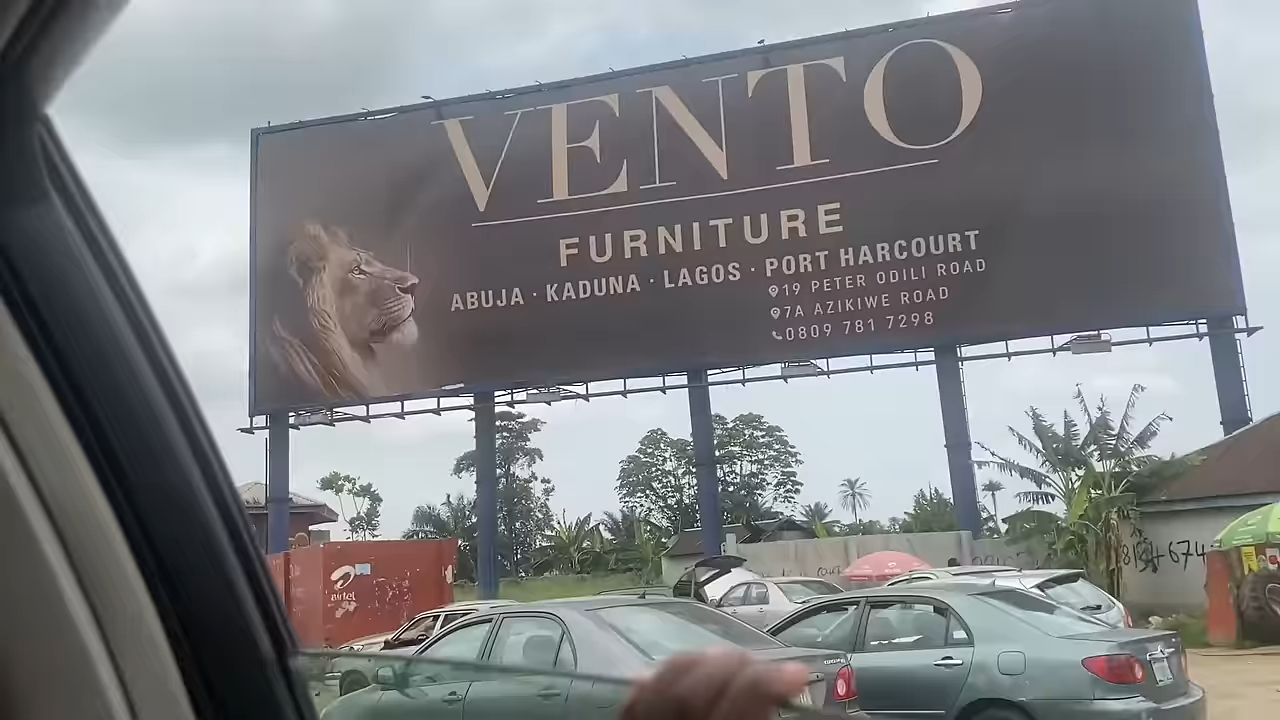 VENTO
FURNITURE
ABUJA · KADUNA · LAGOS · PORT HARCOURT
19 PETER ODILI ROAD
7A AZIKIWE ROAD
0809 781 7298
airtel